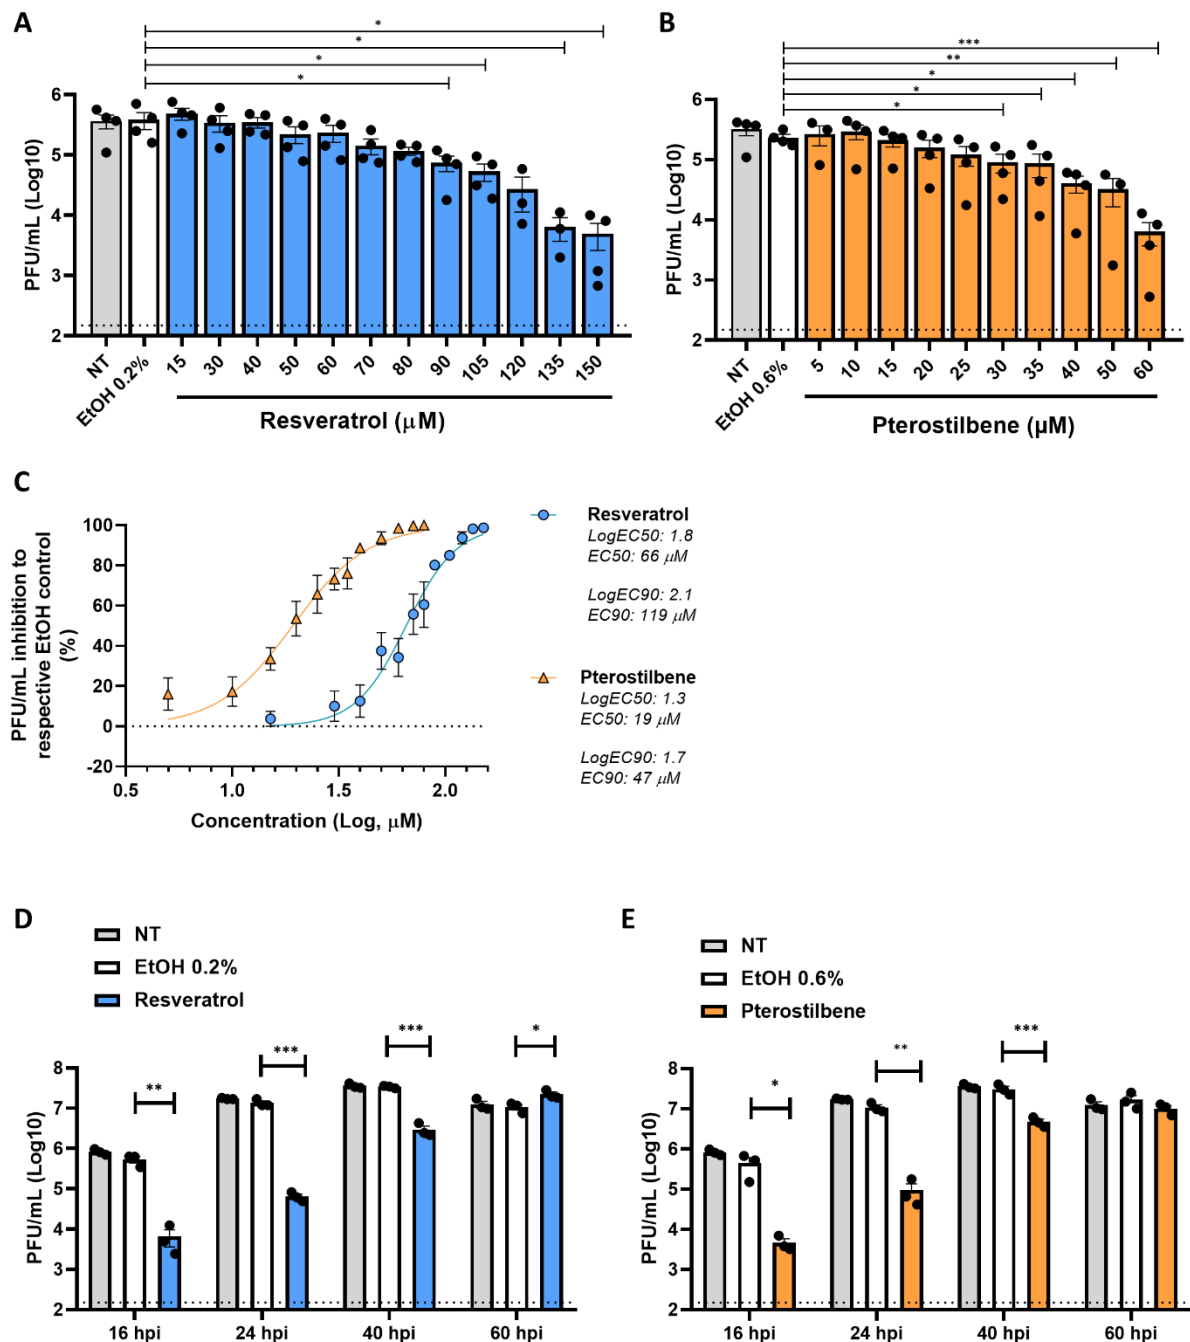 A
*
*
*
*
PFU/mL (Log10)
6
5
4
3
2
NT
EtOH 0.2%
15
30
40
50
60
70
80
90
105
120
135
150
Resveratrol (μM)
B
***
**
*
*
*
PFU/mL (Log10)
6
5
4
3
2
NT
EtOH 0.6%
5
10
15
20
25
30
35
40
50
60
Pterostilbene (μM)
C
PFU/mL inhibition to
respective EtOH control
(%)
100
80
60
40
20
0
-20
0.5
1.0
1.5
2.0
Concentration (Log, μM)
Resveratrol
LogEC50: 1.8
EC50: 66 μM
LogEC90: 2.1
EC90: 119 μM
Pterostilbene
LogEC50: 1.3
EC50: 19 μM
LogEC90: 1.7
EC90: 47 μM
D
NT
EtOH 0.2%
Resveratrol
**
***
***
*
PFU/mL (Log10)
8
7
6
5
4
3
2
16 hpi
24 hpi
40 hpi
60 hpi
E
NT
EtOH 0.6%
Pterostilbene
*
**
***
PFU/mL (Log10)
8
7
6
5
4
3
2
16 hpi
24 hpi
40 hpi
60 hpi